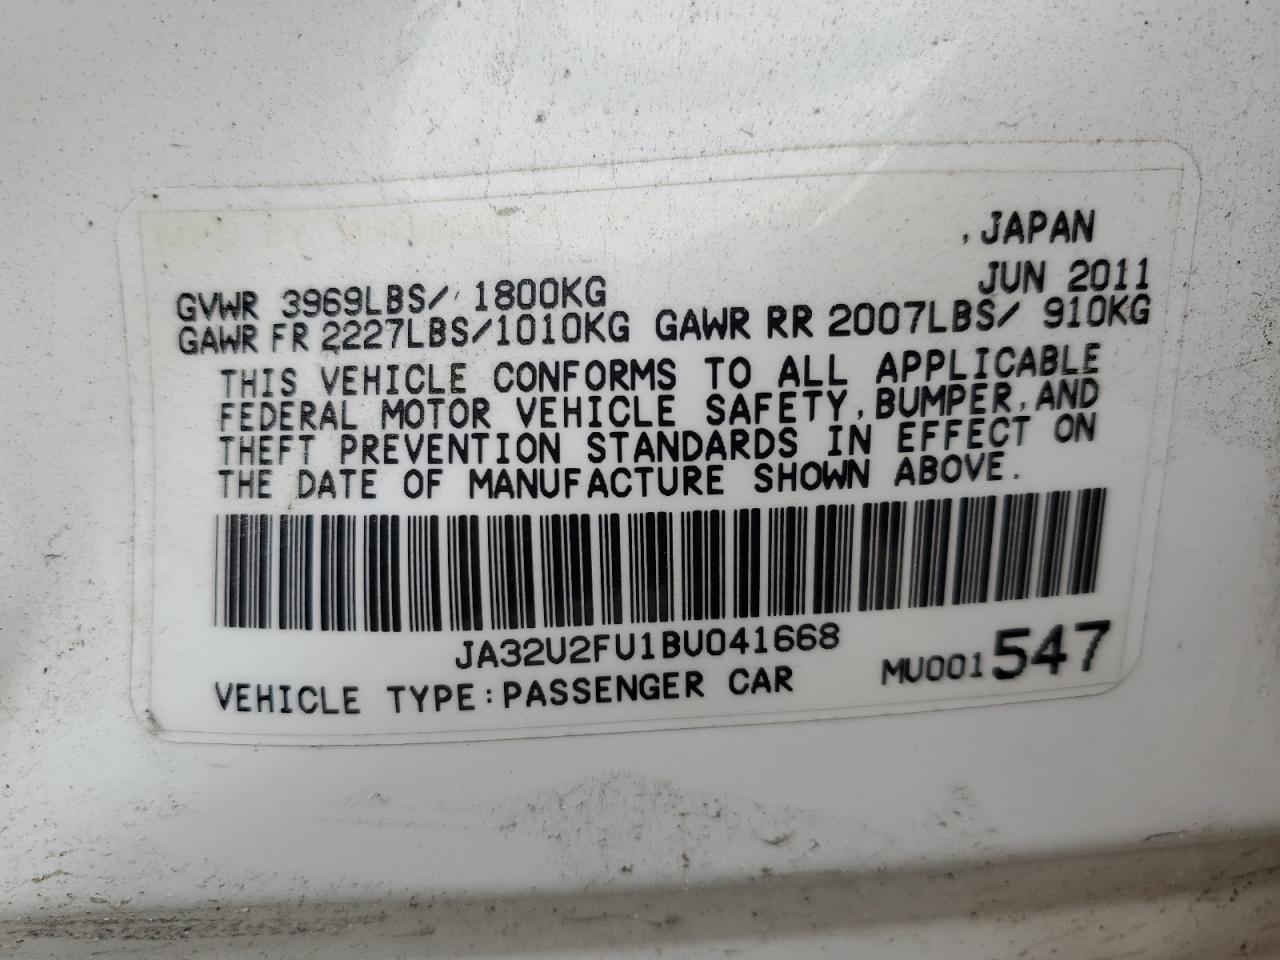 ,JAPAN
JUN 2011
GVWR 3969LBS/ 1800KG
GAWR FR 2227LBS/1010KG GAWR RR 2007LBS/ 910KG
THIS VEHICLE CONFORMS TO ALL APPLICABLE
FEDERAL MOTOR VEHICLE SAFETY, BUMPER, AND
THEFT PREVENTION STANDARDS IN EFFECT ON
THE DATE OF MANUFACTURE SHOWN ABOVE.
JA32U2FU1BU041668
VEHICLE TYPE:PASSENGER CAR MU001547